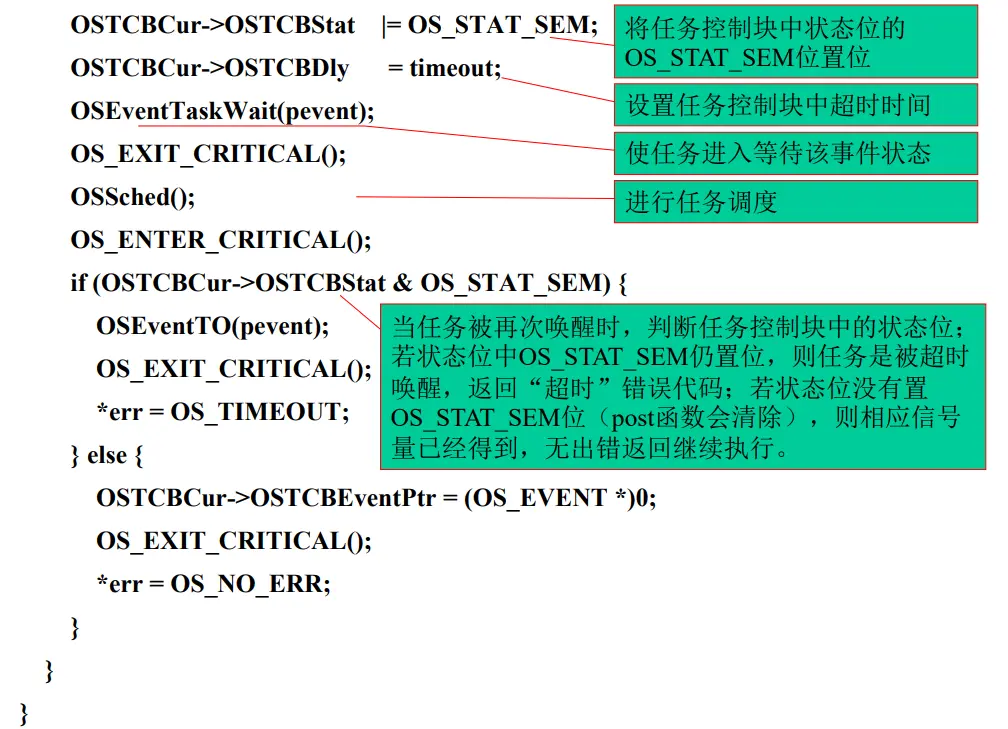 OSTCBCur->OSTCBStat |= OS_STAT_SEM;
将任务控制块中状态位的
OS_STAT_SEM位置位
OSTCBCur->OSTCBDly = timeout;
设置任务控制块中超时时间
OSEventTaskWait(pevent);
使任务进入等待该事件状态
OS_EXIT_CRITICAL();
OSSched();
进行任务调度
OS_ENTER_CRITICAL();
if (OSTCBCur->OSTCBStat & OS_STAT_SEM) {
OSEventTO(pevent);
OS_EXIT_CRITICAL();
*err = OS_TIMEOUT;
} else {
当任务被再次唤醒时，判断任务控制块中的状态位；
若状态位中OS_STAT_SEM仍置位，则任务是被超时
唤醒，返回“超时”错误代码；若状态位没有置
OS_STAT_SEM位（post函数会清除），则相应信号
量已经得到，无出错返回继续执行。
OSTCBCur->OSTCBEventPtr = (OS_EVENT *)0;
OS_EXIT_CRITICAL();
*err = OS_NO_ERR;
}
}
}